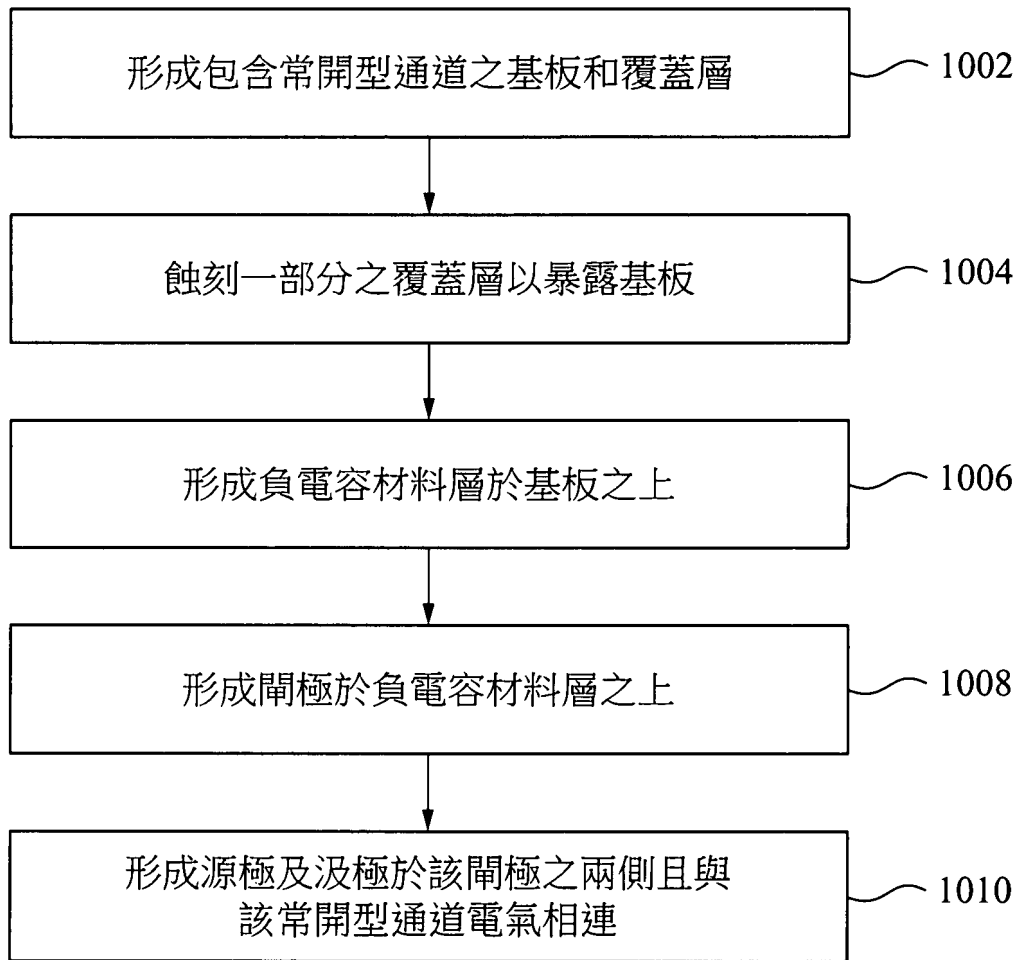 形成包含常開型通道之基板和覆蓋層
1002
蝕刻一部分之覆蓋層以暴露基板
1004
形成負電容材料層於基板之上
1006
形成閘極於負電容材料層之上
1008
形成源極及汲極於該閘極之兩側且與
該常開型通道電氣相連
1010